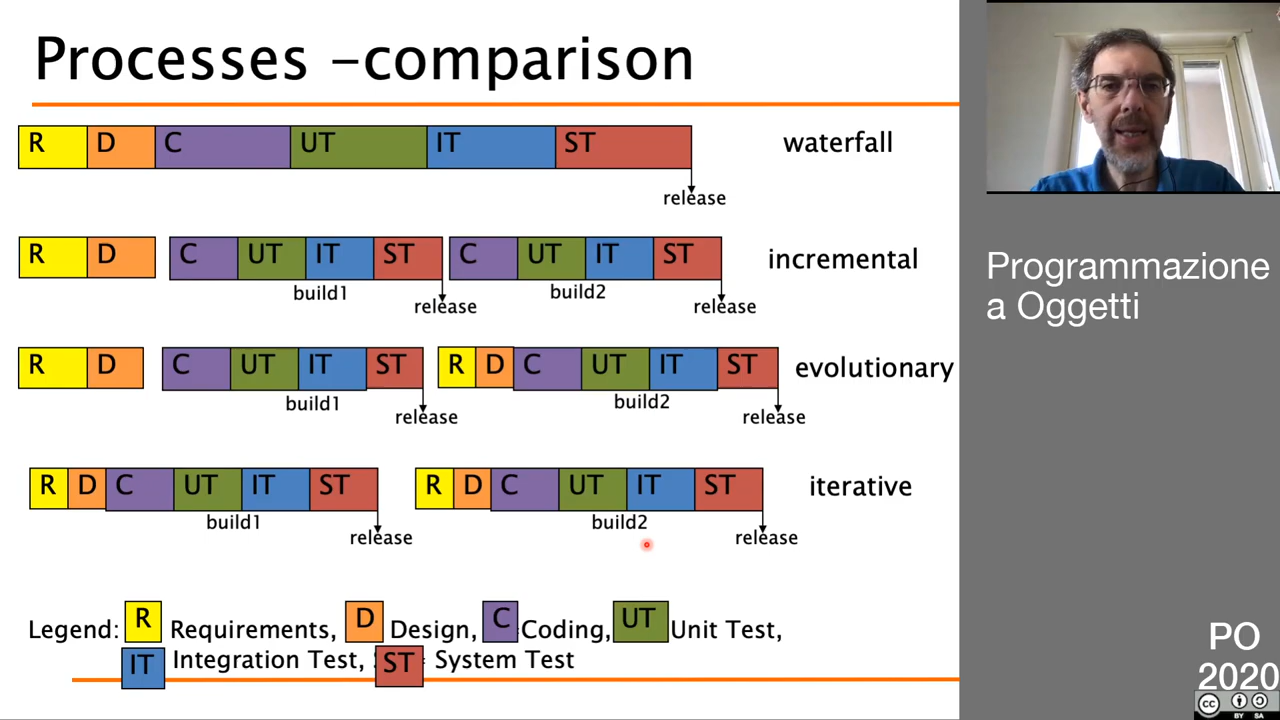 Processes –comparison
R D C UT IT ST waterfall
release
R D C UT IT ST C UT IT ST incremental
build1 build2
release release
R D C UT IT ST R D C UT IT ST evolutionary
build1 build2
release release
R D C UT IT ST R D C UT IT ST iterative
build1 build2
release release
Legend: R Requirements, D Design, C Coding, UT Unit Test,
IT Integration Test, ST System Test
Programmazione
a Oggetti
PO
2020
cc
BY SA